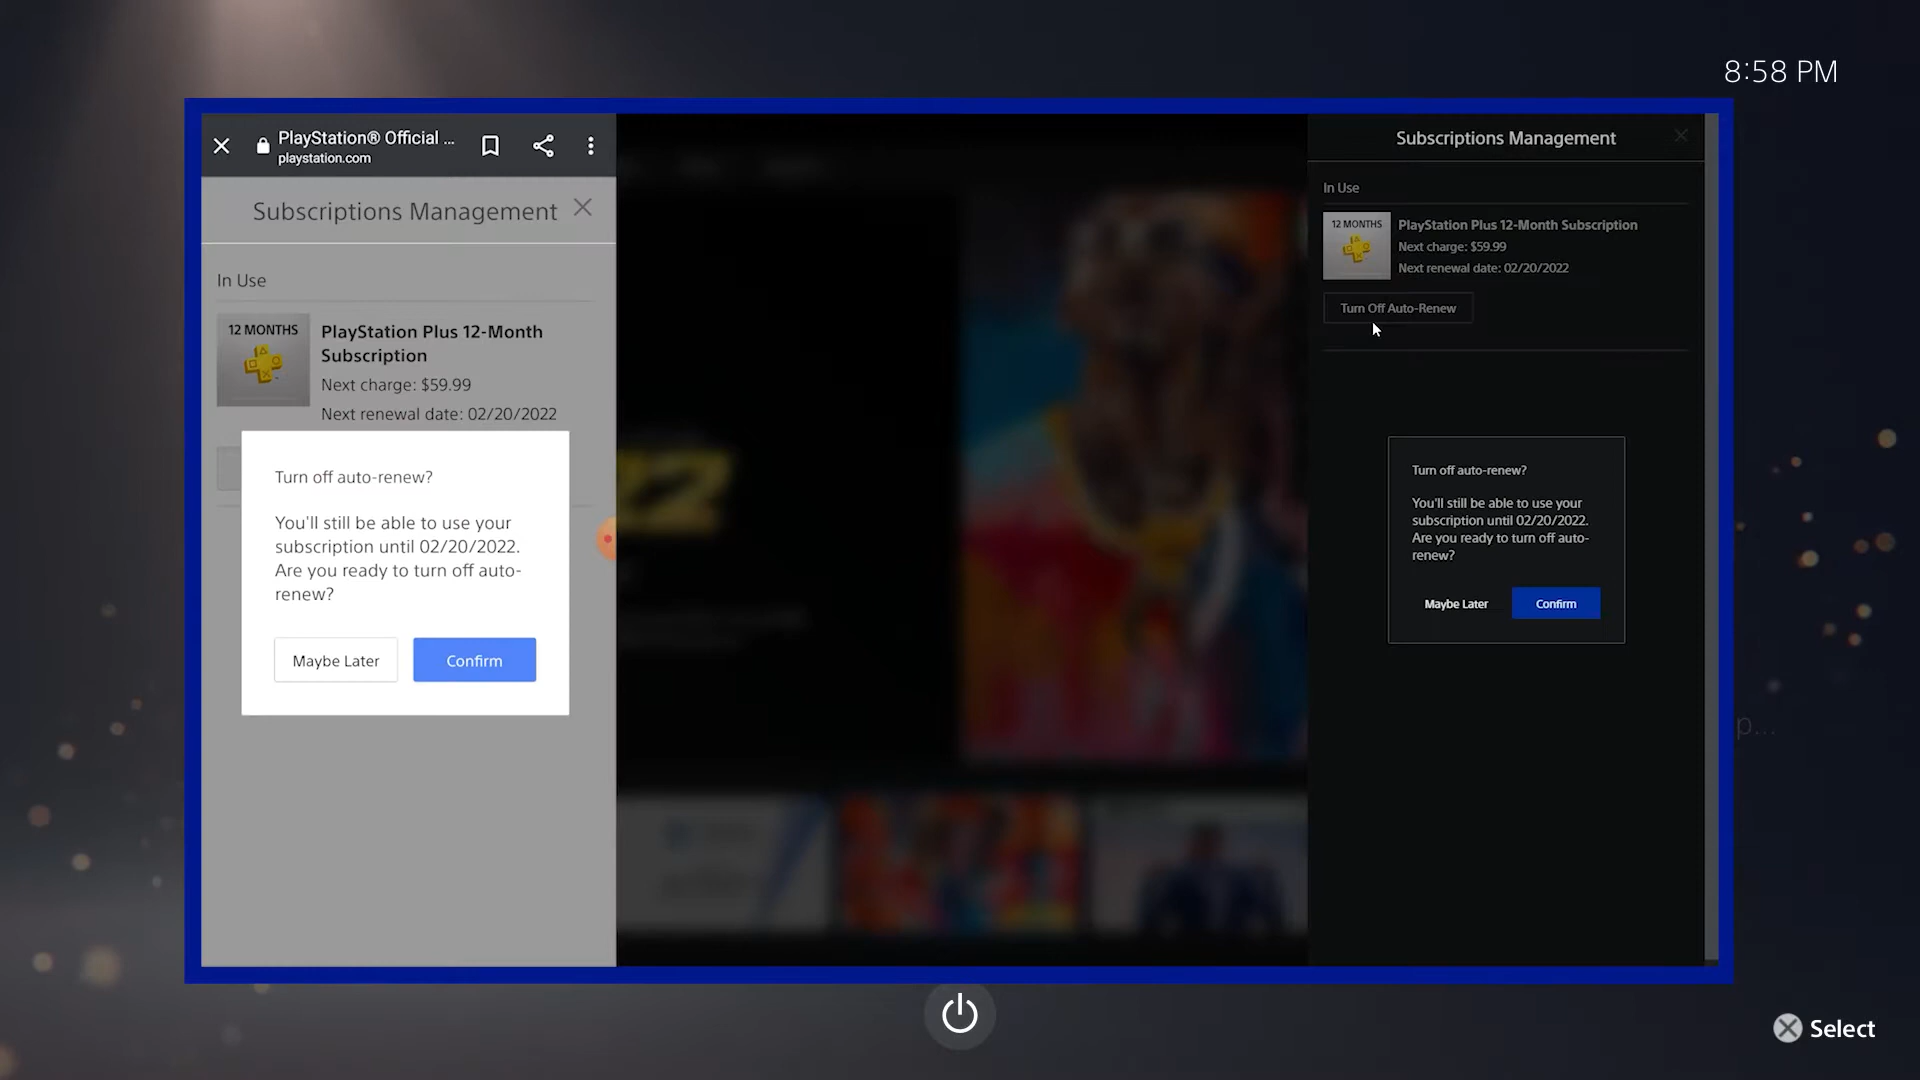 8:58 PM
PlayStation® Official ...
playstation.com
Subscriptions Management
In Use
12 MONTHS
PlayStation Plus 12-Month
Subscription
Next charge: $59.99
Next renewal date: 02/20/2022
Turn off auto-renew?
You'll still be able to use your
subscription until 02/20/2022.
Are you ready to turn off auto-
renew?
Maybe Later
Confirm
22
Subscriptions Management
In Use
12 MONTHS
PlayStation Plus 12-Month Subscription
Next charge: $59.99
Next renewal date: 02/20/2022
Turn Off Auto-Renew
Turn off auto-renew?
You'll still be able to use your
subscription until 02/20/2022.
Are you ready to turn off auto-
renew?
Maybe Later
Confirm
p...
Select